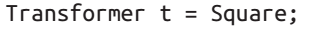 Transformer t = Square;